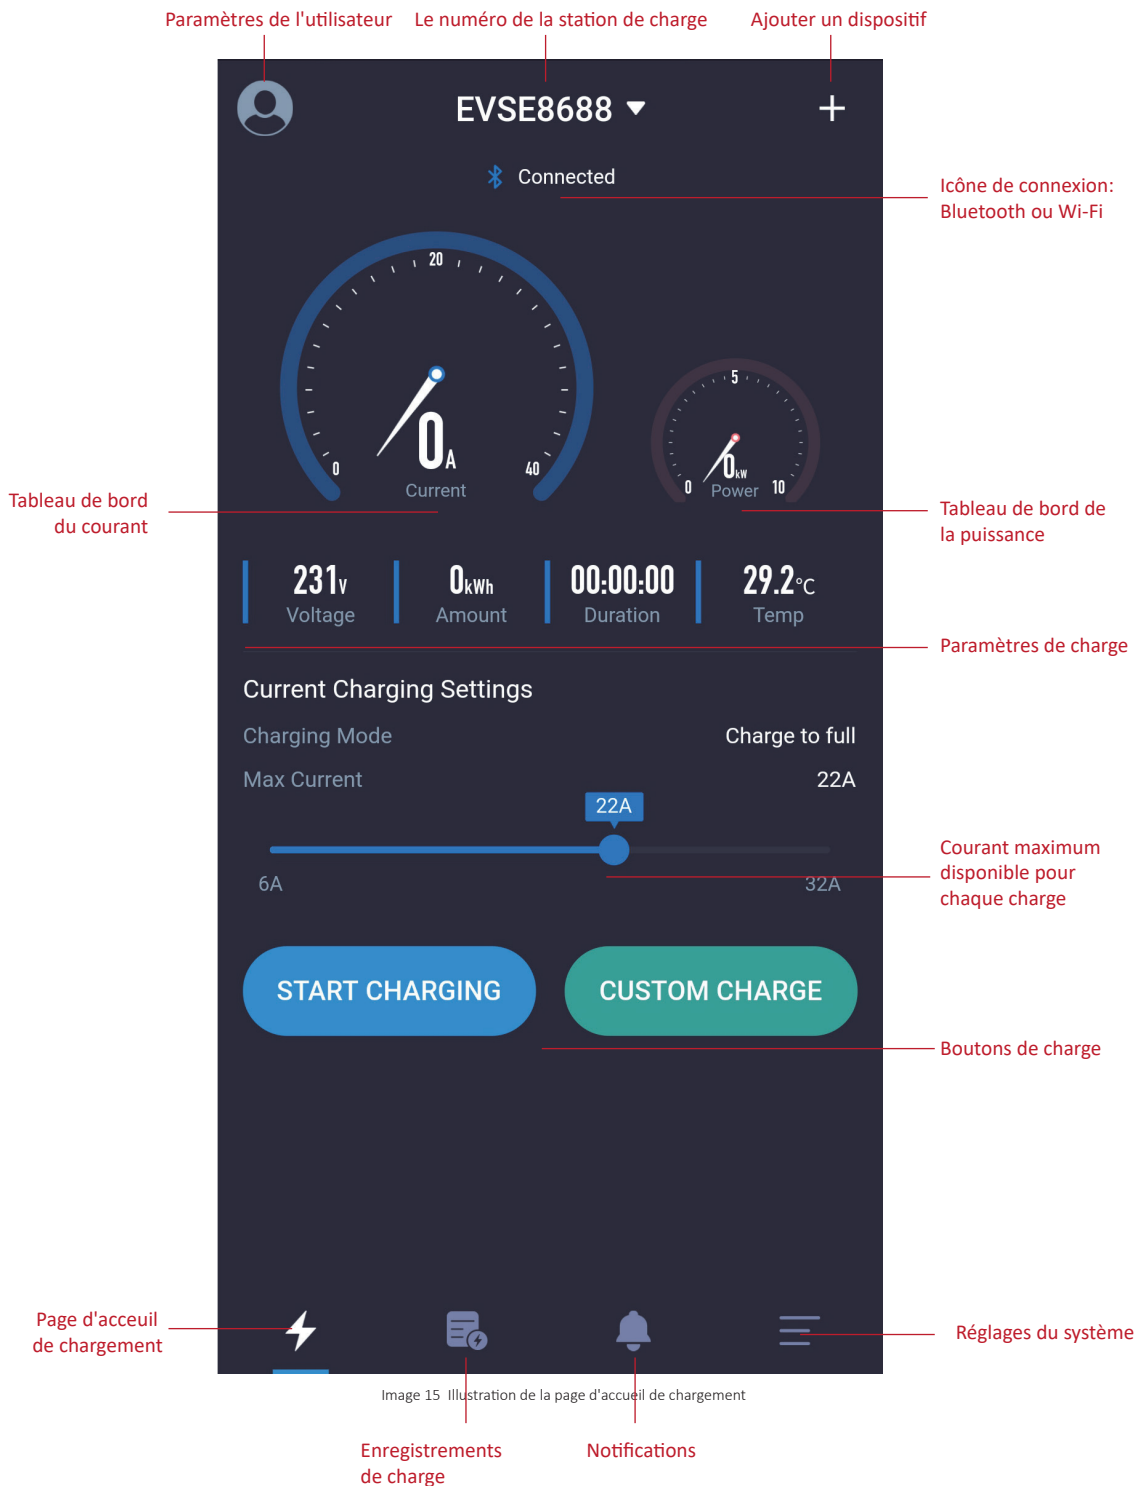 Paramètres de l'utilisateur
Le numéro de la station de charge
Ajouter un dispositif
EVSE8688
Connected
Icône de connexion:
Bluetooth ou Wi-Fi
20
0
40
0A
Current
5
0
10
0kW
Power
Tableau de bord
du courant
Tableau de bord de
la puissance
231V
Voltage
0kWh
Amount
00:00:00
Duration
29.2°C
Temp
Paramètres de charge
Current Charging Settings
Charging Mode
Charge to full
Max Current
22A
22A
6A
32A
Courant maximum
disponible pour
chaque charge
START CHARGING
CUSTOM CHARGE
Boutons de charge
Page d'acceuil
de chargement
Réglages du système
Image 15 Illustration de la page d'accueil de chargement
Enregistrements
de charge
Notifications